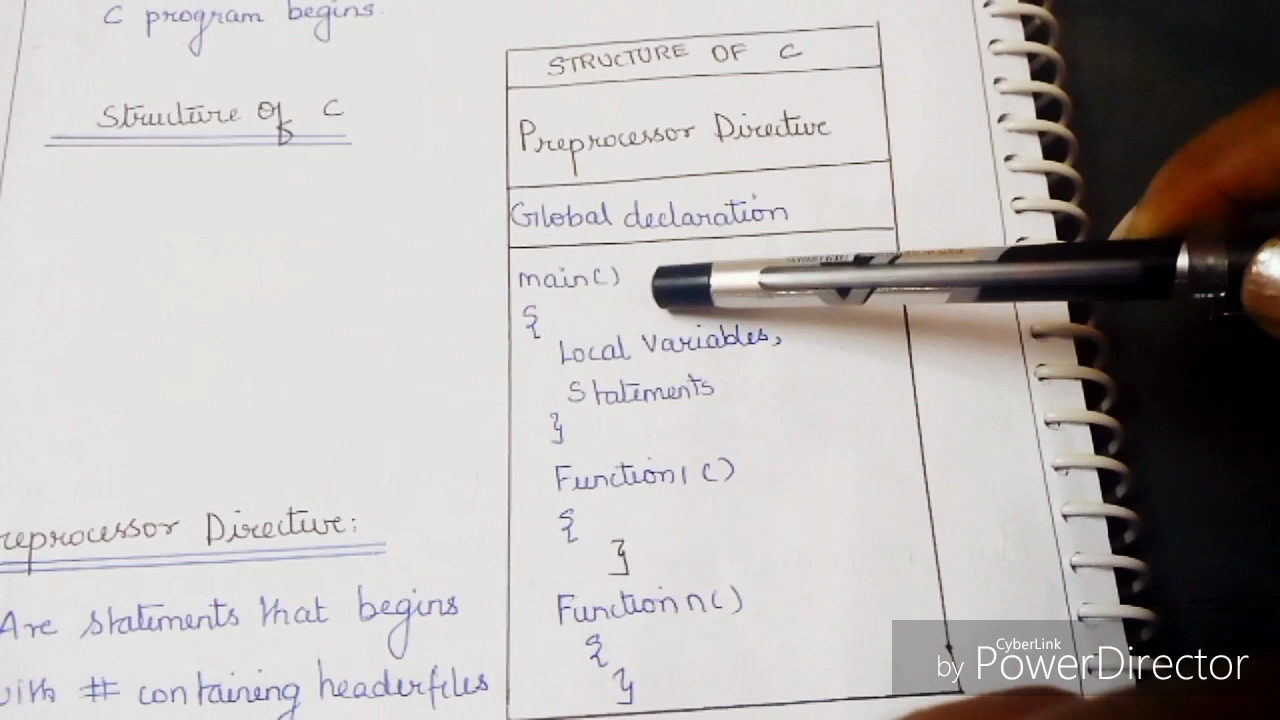 C program begins.
Structure Of C
reprocessor Directive:
Are statements that begins
with # containing headerfiles
STRUCTURE OF C
Preprocessor Directive
Global declaration
main()
{
Local Variables,
Statements
}
Function1 ()
{
}
Function n()
{
}
CyberLink
by PowerDirector